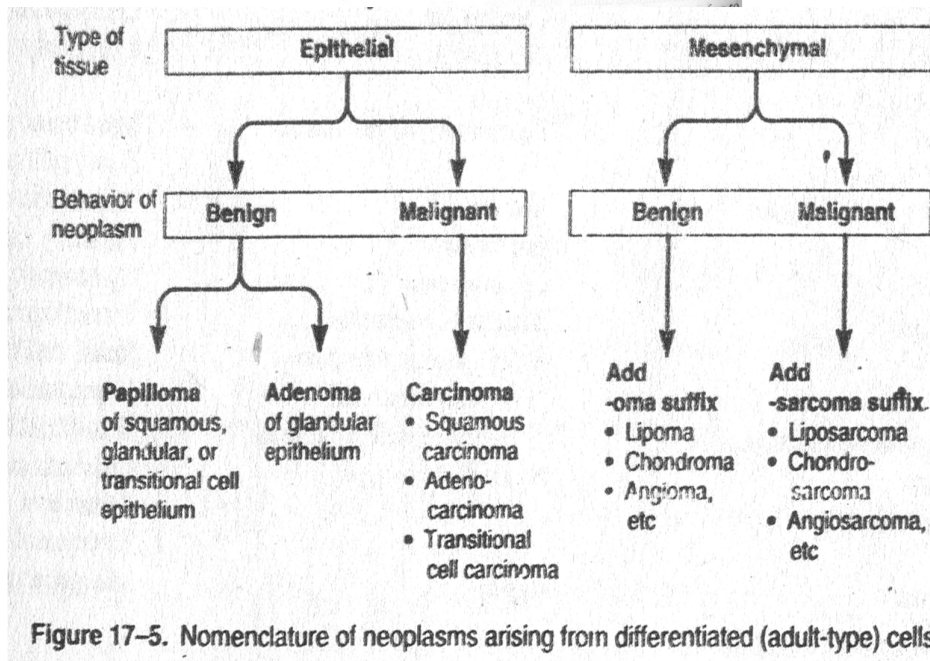 Type of
tissue
Epithelial
Mesenchymal
Behavior of
neoplasm
Benign
Malignant
Benign
Malignant
Papilloma
of squamous,
glandular, or
transitional cell
epithelium
Adenoma
of glandular
epithelium
Carcinoma
• Squamous
carcinoma
• Adeno-
carcinoma
• Transitional
cell carcinoma
Add
-oma suffix
• Lipoma
• Chondroma
• Angioma,
etc
Add
-sarcoma suffix.
• Liposarcoma
• Chondro-
sarcoma
• Angiosarcoma,
etc
Figure 17–5. Nomenclature of neoplasms arising from differentiated (adult-type) cells